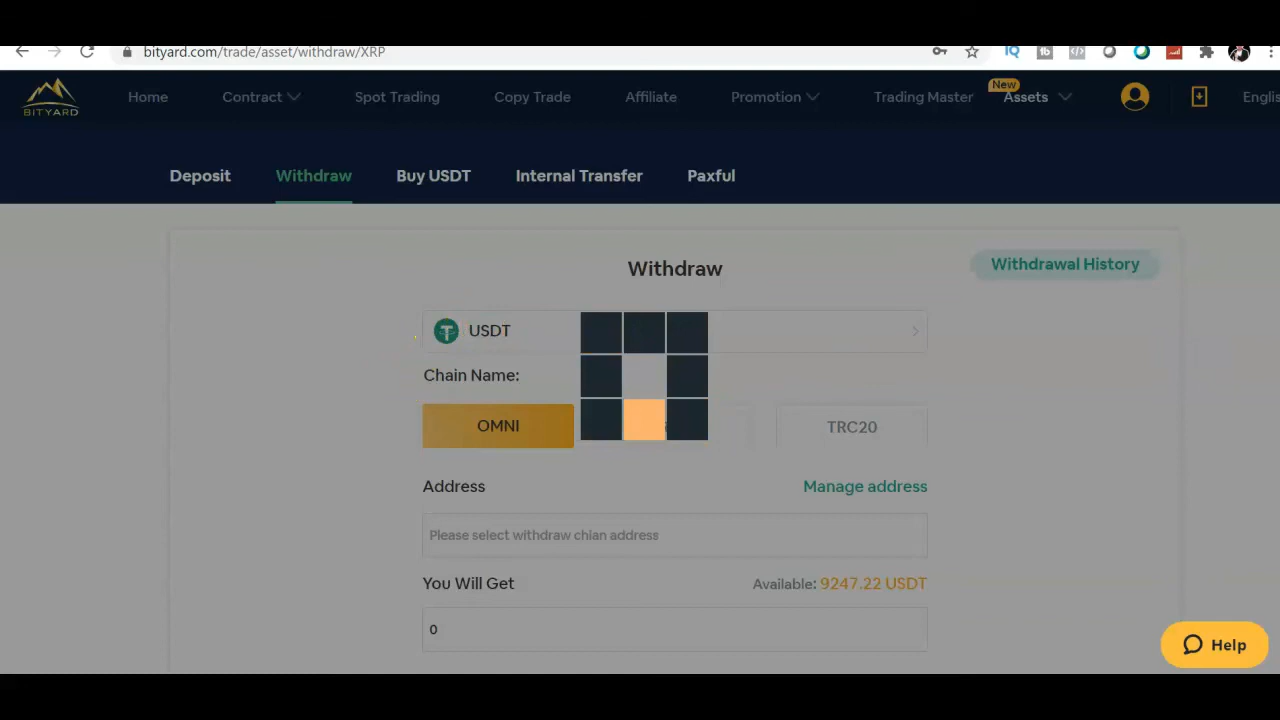 bityard.com/trade/asset/withdraw/XRP
BITYARD
Home Contract Spot Trading Copy Trade Affiliate Promotion Trading Master New Assets
Deposit Withdraw Buy USDT Internal Transfer Paxful
Withdraw
Withdrawal History
USDT
Chain Name:
OMNI TRC20
Address Manage address
Please select withdraw chian address
You Will Get Available: 9247.22 USDT
0
Help